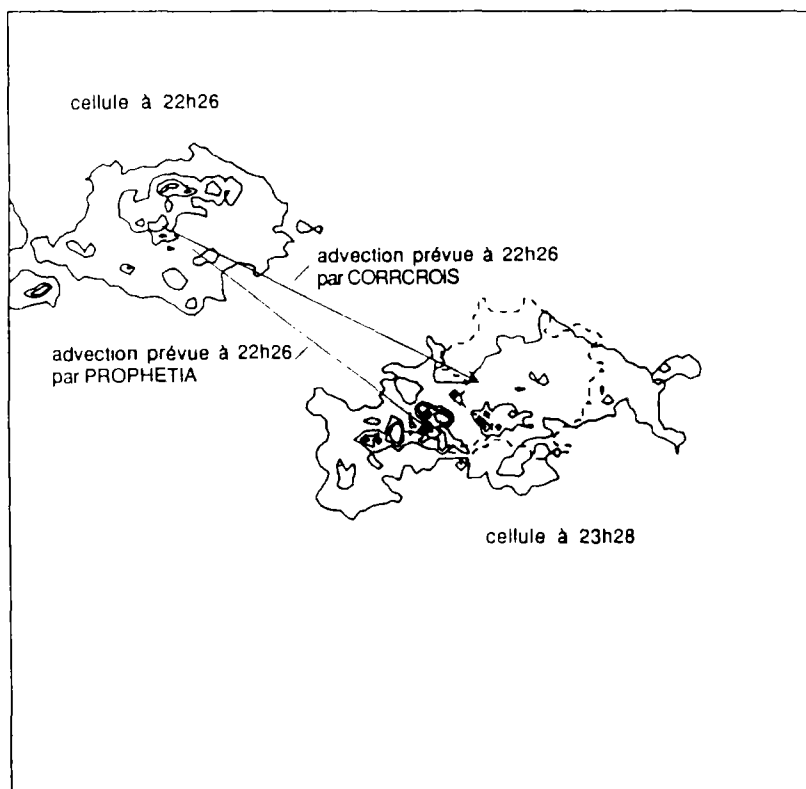 cellule à 22h26
advection prévue à 22h26
par CORRCROIS
advection prévue à 22h26
par PROPHETIA
cellule à 23h28